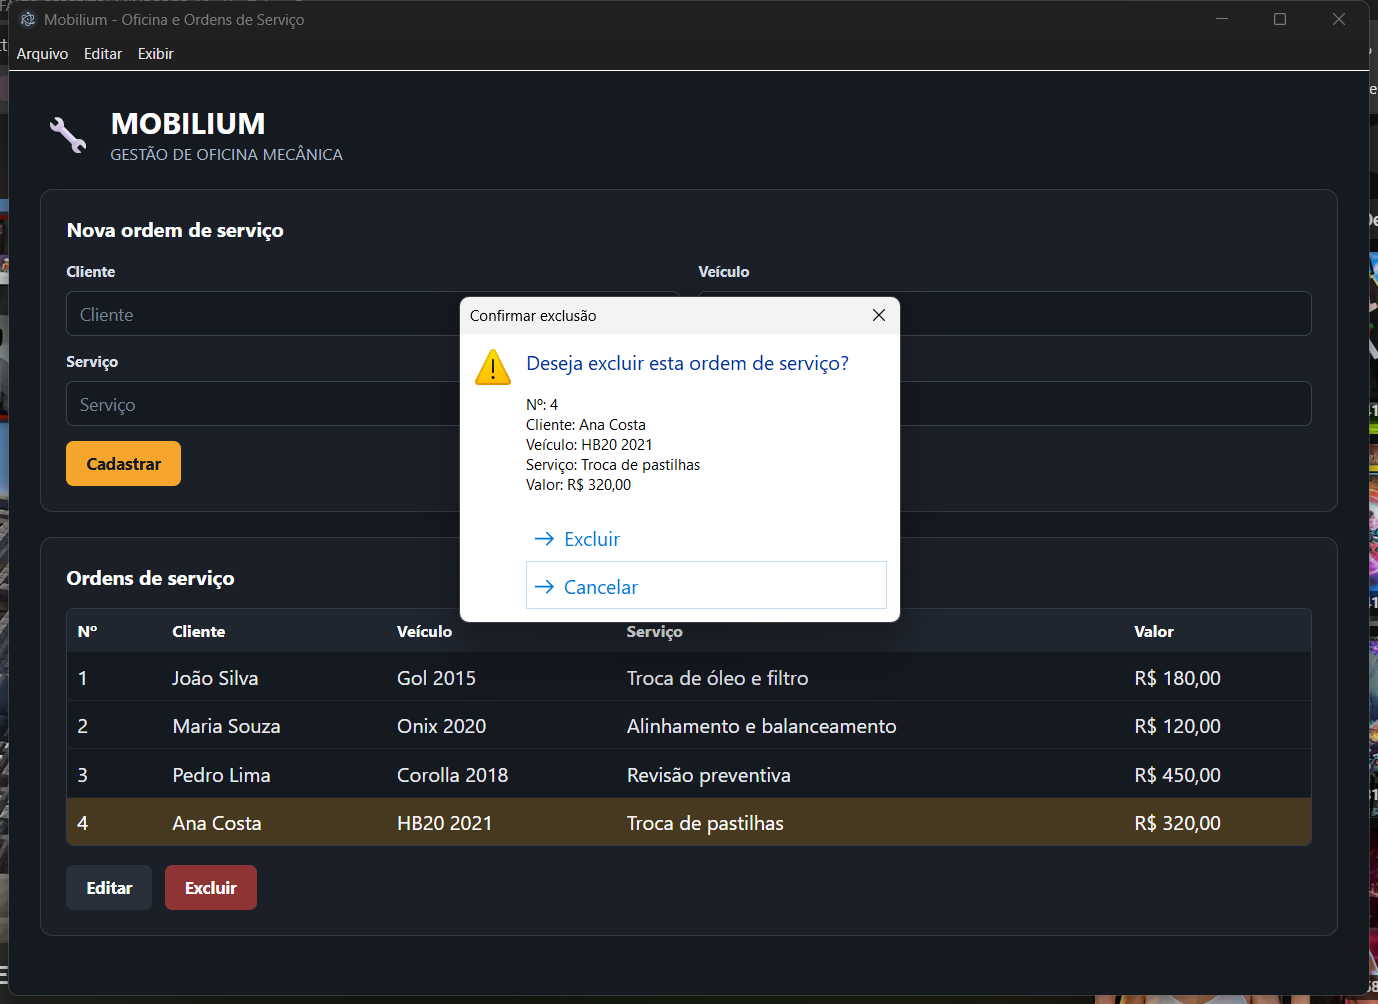 Mobilium - Oficina e Ordens de Serviço
Arquivo Editar Exibir
MOBILIUM
GESTÃO DE OFICINA MECÂNICA
Nova ordem de serviço
Cliente
Veículo
Cliente
Serviço
Serviço
Cadastrar
Confirmar exclusão
Deseja excluir esta ordem de serviço?
Nº: 4
Cliente: Ana Costa
Veículo: HB20 2021
Serviço: Troca de pastilhas
Valor: R$ 320,00
Excluir
Cancelar
Ordens de serviço
Nº Cliente Veículo Serviço Valor
1 João Silva Gol 2015 Troca de óleo e filtro R$ 180,00
2 Maria Souza Onix 2020 Alinhamento e balanceamento R$ 120,00
3 Pedro Lima Corolla 2018 Revisão preventiva R$ 450,00
4 Ana Costa HB20 2021 Troca de pastilhas R$ 320,00
Editar Excluir